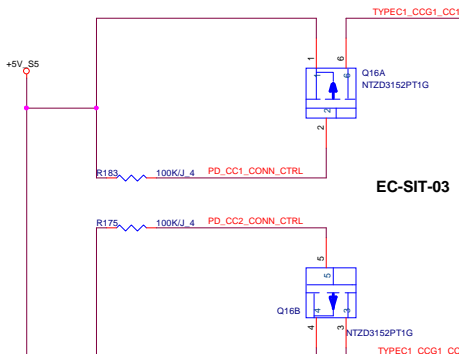 TYPEC1_CCG1_CC1
+5V_S5
1
6
Q16A
NTZD3152PT1G
1
6
2
2
R183
100K/J_4
PD_CC1_CONN_CTRL
EC-SIT-03
R175
100K/J_4
PD_CC2_CONN_CTRL
5
5
Q16B
4
3
4
3
NTZD3152PT1G
TYPEC1_CCG1_CC